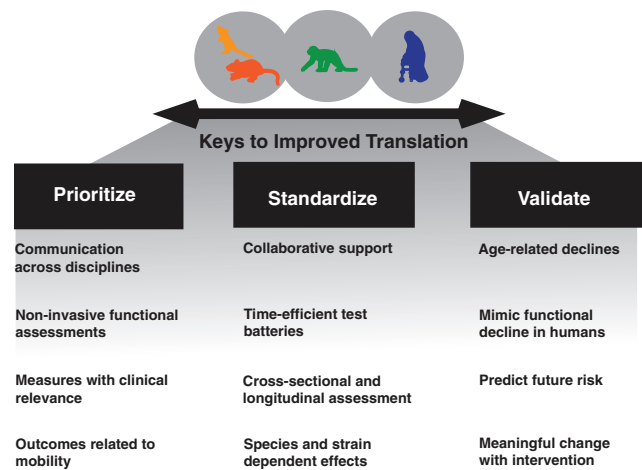 Keys to Improved Translation
Prioritize
Communication
across disciplines
Non-invasive functional
assessments
Measures with clinical
relevance
Outcomes related to
mobility
Standardize
Collaborative support
Time-efficient test
batteries
Cross-sectional and
longitudinal assessment
Species and strain
dependent effects
Validate
Age-related declines
Mimic functional
decline in humans
Predict future risk
Meaningful change
with intervention